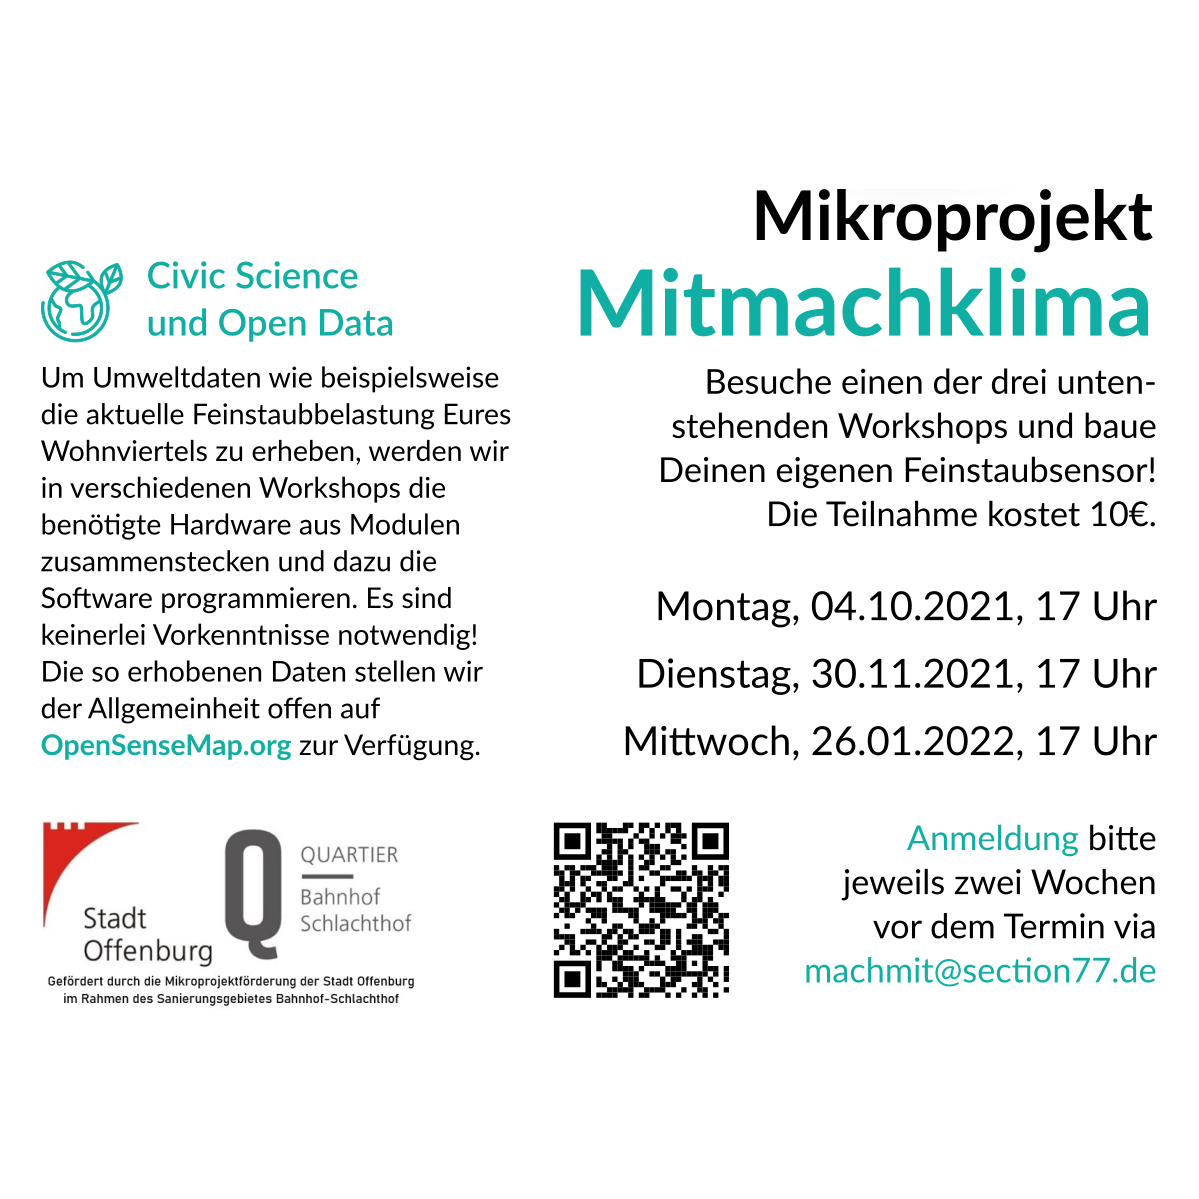 Mikroprojekt
Mitmachklima
Besuche einen der drei unten-
stehenden Workshops und baue
Deinen eigenen Feinstaubsensor!
Die Teilnahme kostet 10€.
Montag, 04.10.2021, 17 Uhr
Dienstag, 30.11.2021, 17 Uhr
Mittwoch, 26.01.2022, 17 Uhr
Anmeldung bitte
jeweils zwei Wochen
vor dem Termin via
machmit@section77.de
Civic Science
und Open Data
Um Umweltdaten wie beispielsweise
die aktuelle Feinstaubbelastung Eures
Wohnviertels zu erheben, werden wir
in verschiedenen Workshops die
benötigte Hardware aus Modulen
zusammenstecken und dazu die
Software programmieren. Es sind
keinerlei Vorkenntnisse notwendig!
Die so erhobenen Daten stellen wir
der Allgemeinheit offen auf
OpenSenseMap.org zur Verfügung.
Stadt
Offenburg
Q
QUARTIER
Bahnhof
Schlachthof
Gefördert durch die Mikroprojektförderung der Stadt Offenburg
im Rahmen des Sanierungsgebietes Bahnhof-Schlachthof